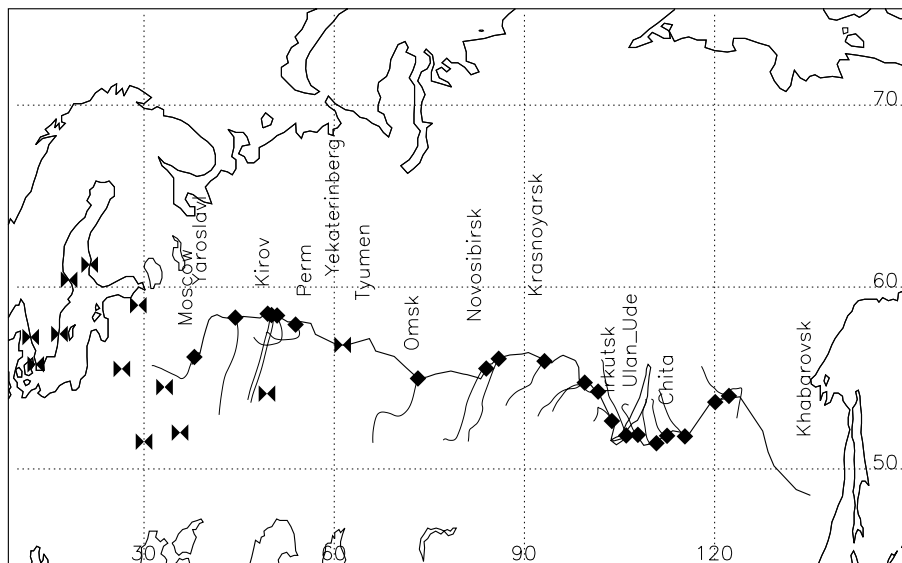 70
60
50
30
60
90
120
Moscow
Yaroslavl
Kirov
Perm
Yekaterinberg
Tyumen
Omsk
Novosibirsk
Krasnoyarsk
Irkutsk
Ulan_Ude
Chita
Khabarovsk